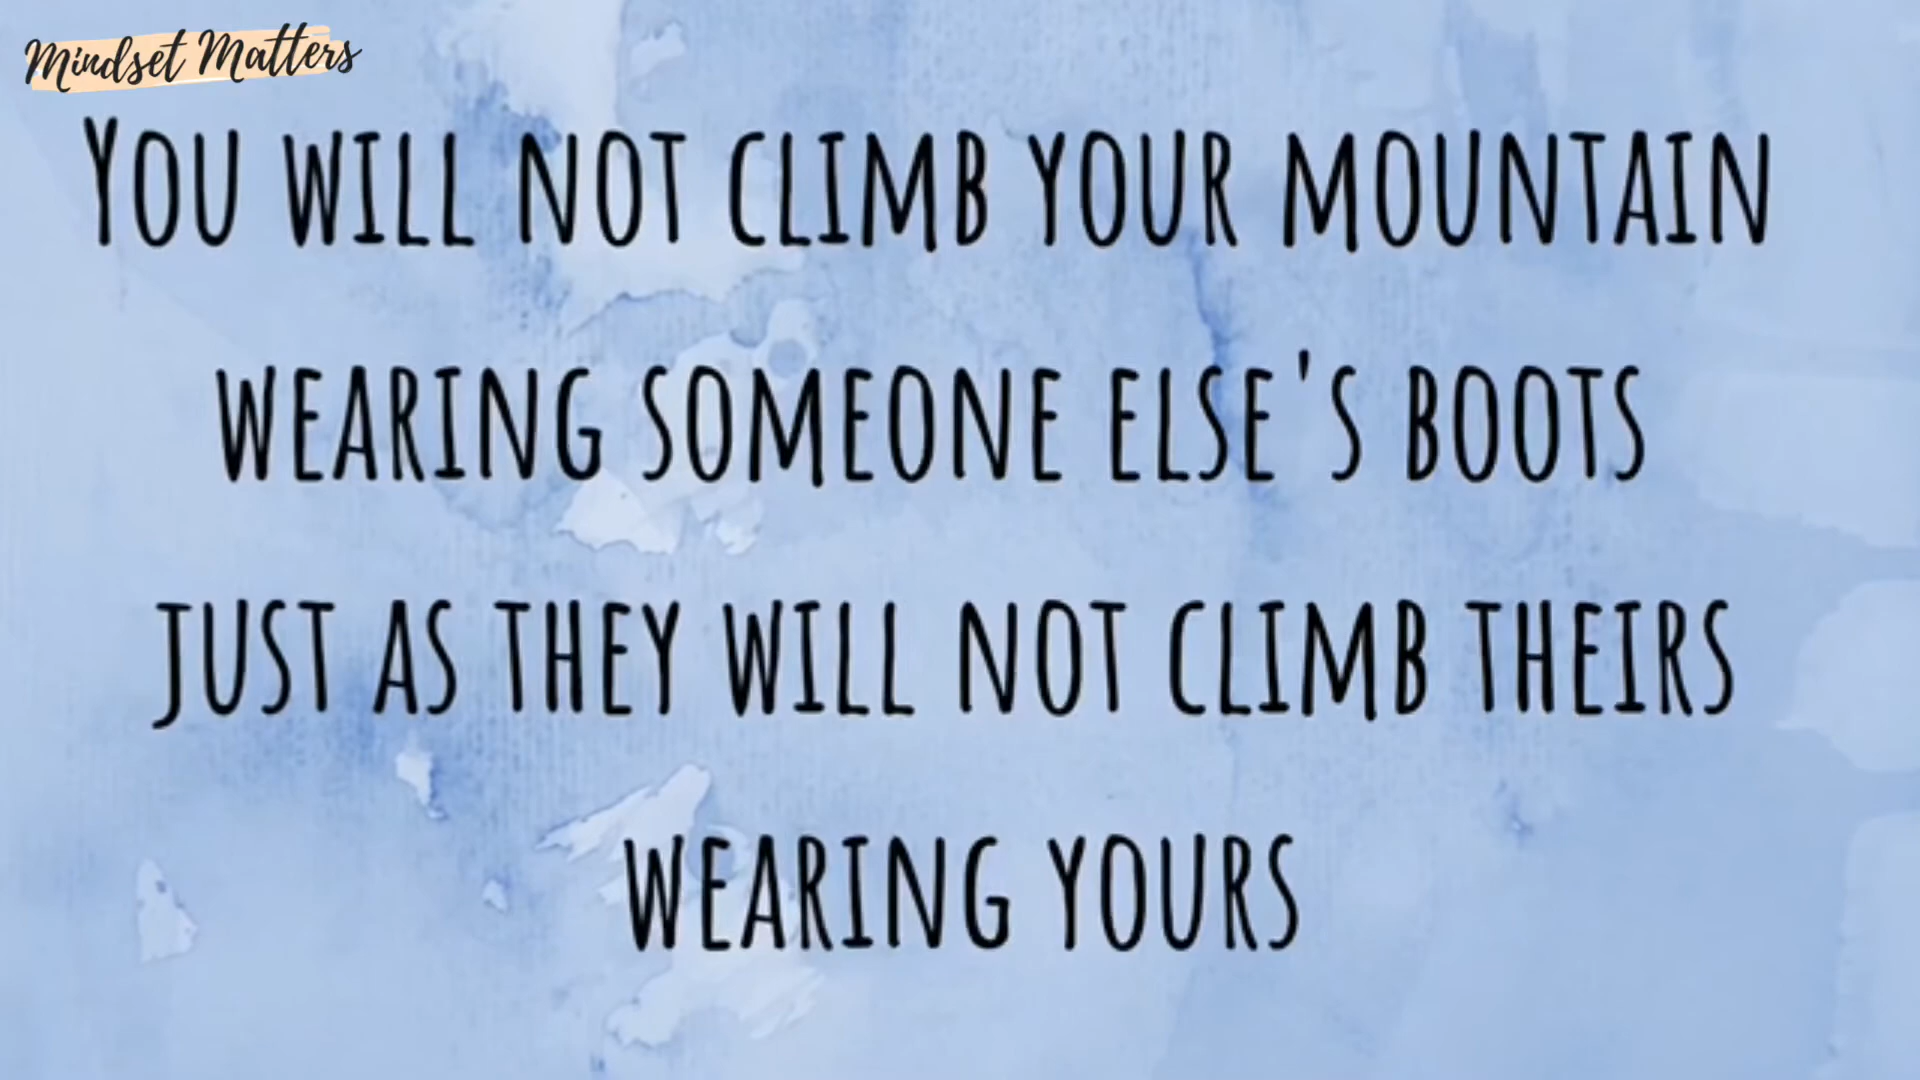 Mindset Matters
You will not climb your mountain
wearing someone else's boots
just as they will not climb theirs
wearing yours